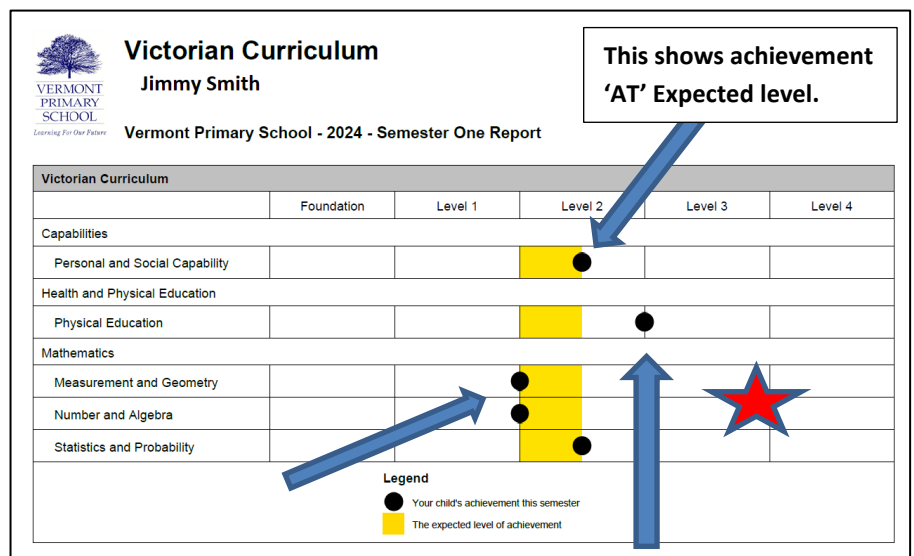 Victorian Curriculum
Jimmy Smith
VERMONT
PRIMARY
SCHOOL
Learning For Our Future
Vermont Primary School - 2024 - Semester One Report
This shows achievement
‘AT’ Expected level.
Victorian Curriculum
Foundation Level 1 Level 2 Level 3 Level 4
Capabilities
Personal and Social Capability
Health and Physical Education
Physical Education
Mathematics
Measurement and Geometry
Number and Algebra
Statistics and Probability
Legend
Your child's achievement this semester
The expected level of achievement